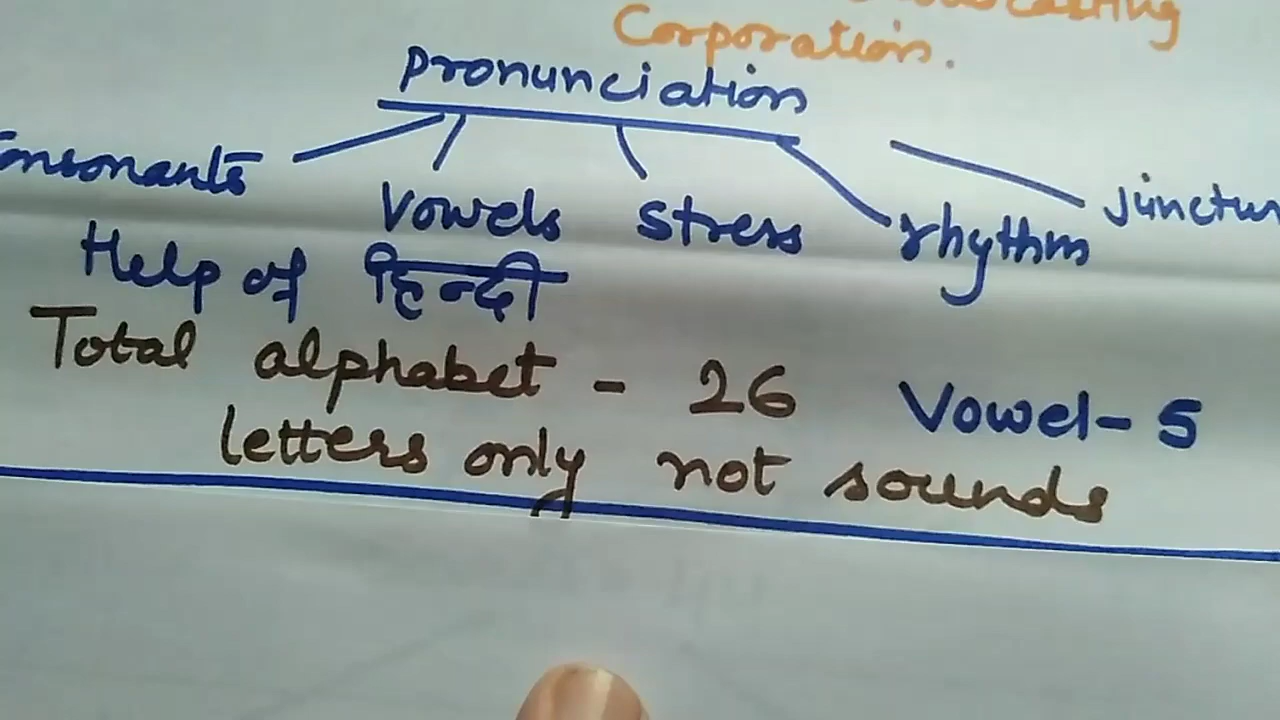 Corporation.
Pronunciation
Vowels stress rhythm
Help of हिन्दी
Total alphabet - 26 Vowel - 5
letters only not sounds